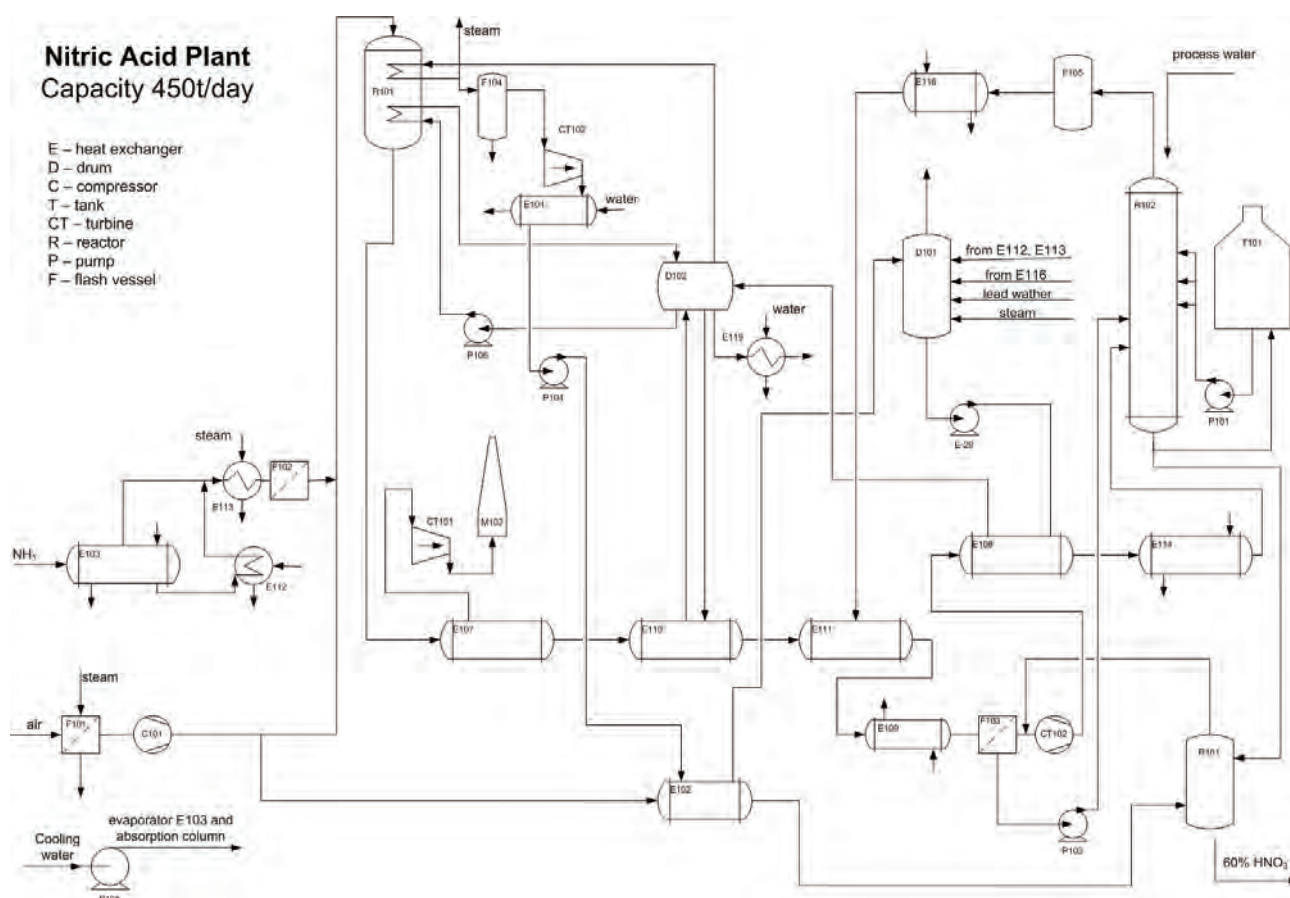 Nitric Acid Plant
Capacity 450t/day
E – heat exchanger
D – drum
C – compressor
T – tank
CT – turbine
R – reactor
P – pump
F – flash vessel
steam
R101
F104
CT102
E101
water
D102
P106
P104
E119
water
E116
F105
process water
R102
T101
D101
from E112, E113
from E116
lead wather
steam
E-28
P101
steam
F102
E113
NH
E103
E112
CT101
M102
E107
E110
E111
E114
E109
F103
CT102
R101
P103
60% HNO3
steam
air
F101
C101
E102
evaporator E103 and
absorption column
Cooling
water